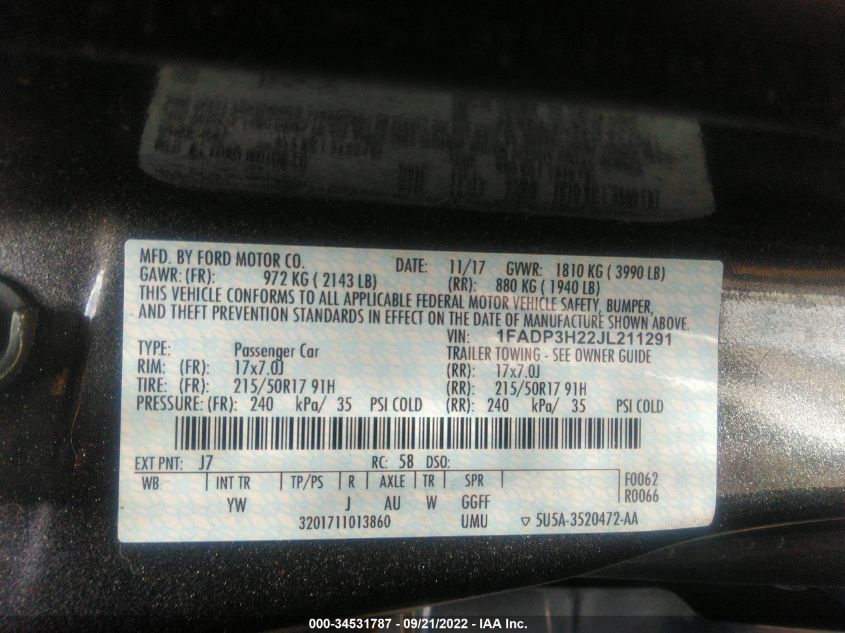 MFD. BY FORD MOTOR CO. DATE: 11/17 GVWR: 1810 KG ( 3990 LB)
GAWR: (FR): 972 KG ( 2143 LB) (RR): 880 KG ( 1940 LB)
THIS VEHICLE CONFORMS TO ALL APPLICABLE FEDERAL MOTOR VEHICLE SAFETY, BUMPER,
AND THEFT PREVENTION STANDARDS IN EFFECT ON THE DATE OF MANUFACTURE SHOWN ABOVE.
VIN: 1FADP3H22JL211291
TYPE: Passenger Car TRAILER TOWING - SEE OWNER GUIDE
RIM: (FR): 17x7.0J (RR): 17x7.0J
TIRE: (FR): 215/50R17 91H (RR): 215/50R17 91H
PRESSURE: (FR): 240 kPa/ 35 PSI COLD (RR): 240 kPa/ 35 PSI COLD
EXT PNT: J7 RC: 58 DSO:
WB INT TR TP/PS R AXLE TR SPR F0062
YW J AU W GGFF R0066
3201711013860 UMU ▽ 5U5A-3520472-AA
000-34531787 - 09/21/2022 - IAA Inc.